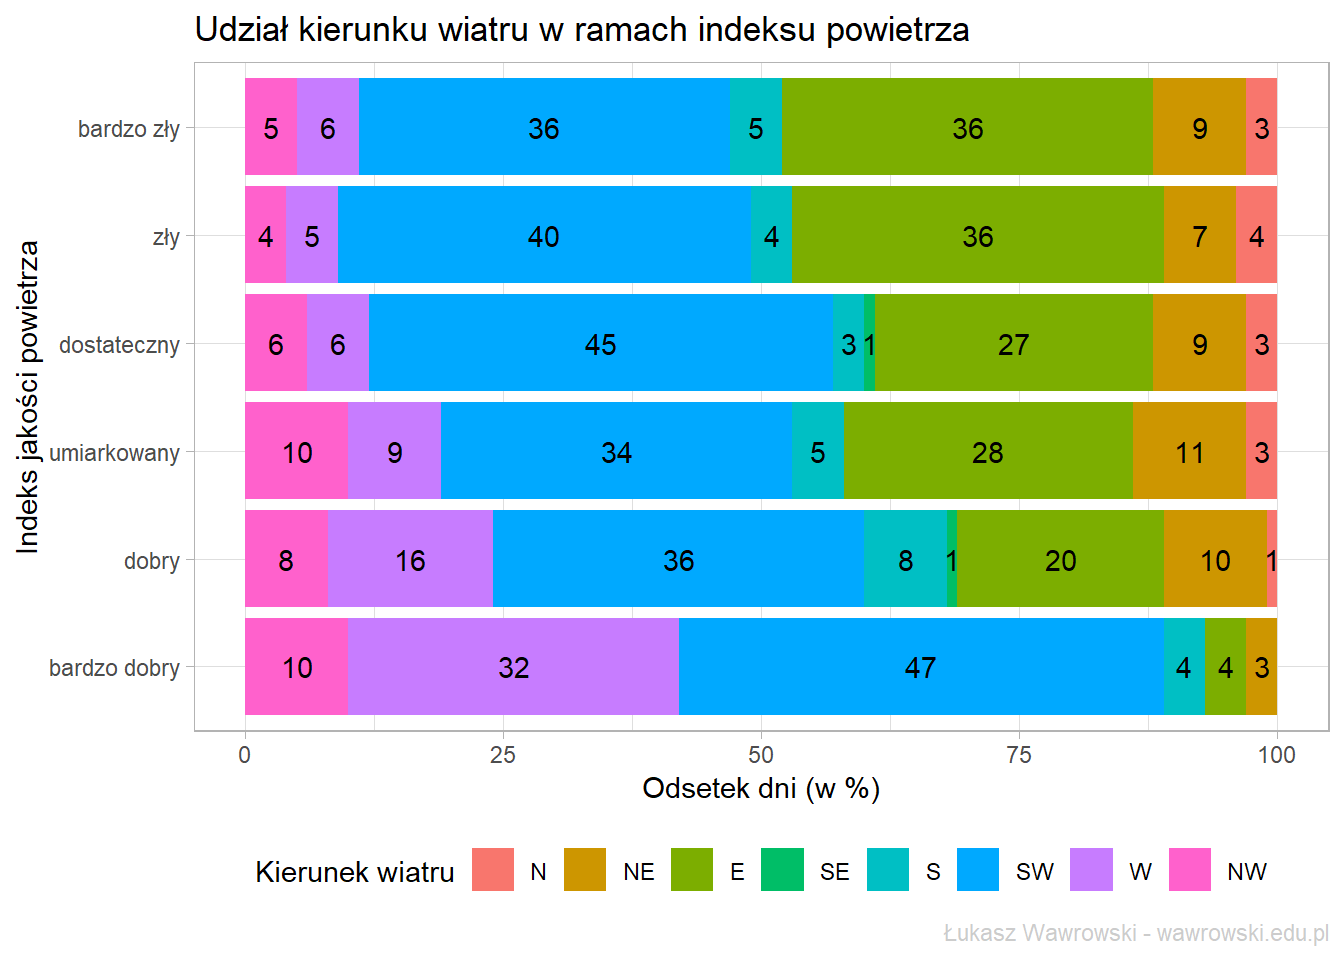 Udział kierunku wiatru w ramach indeksu powietrza
Indeks jakości powietrza
bardzo zły 5 6 36 5 36 9 3
zły 4 5 40 4 36 7 4
dostateczny 6 6 45 3 1 27 9 3
umiarkowany 10 9 34 5 28 11 3
dobry 8 16 36 8 1 20 10 1
bardzo dobry 10 32 47 4 4 3
0 25 50 75 100
Odsetek dni (w %)
Kierunek wiatru N NE E SE S SW W NW
Łukasz Wawrowski - wawrowski.edu.pl